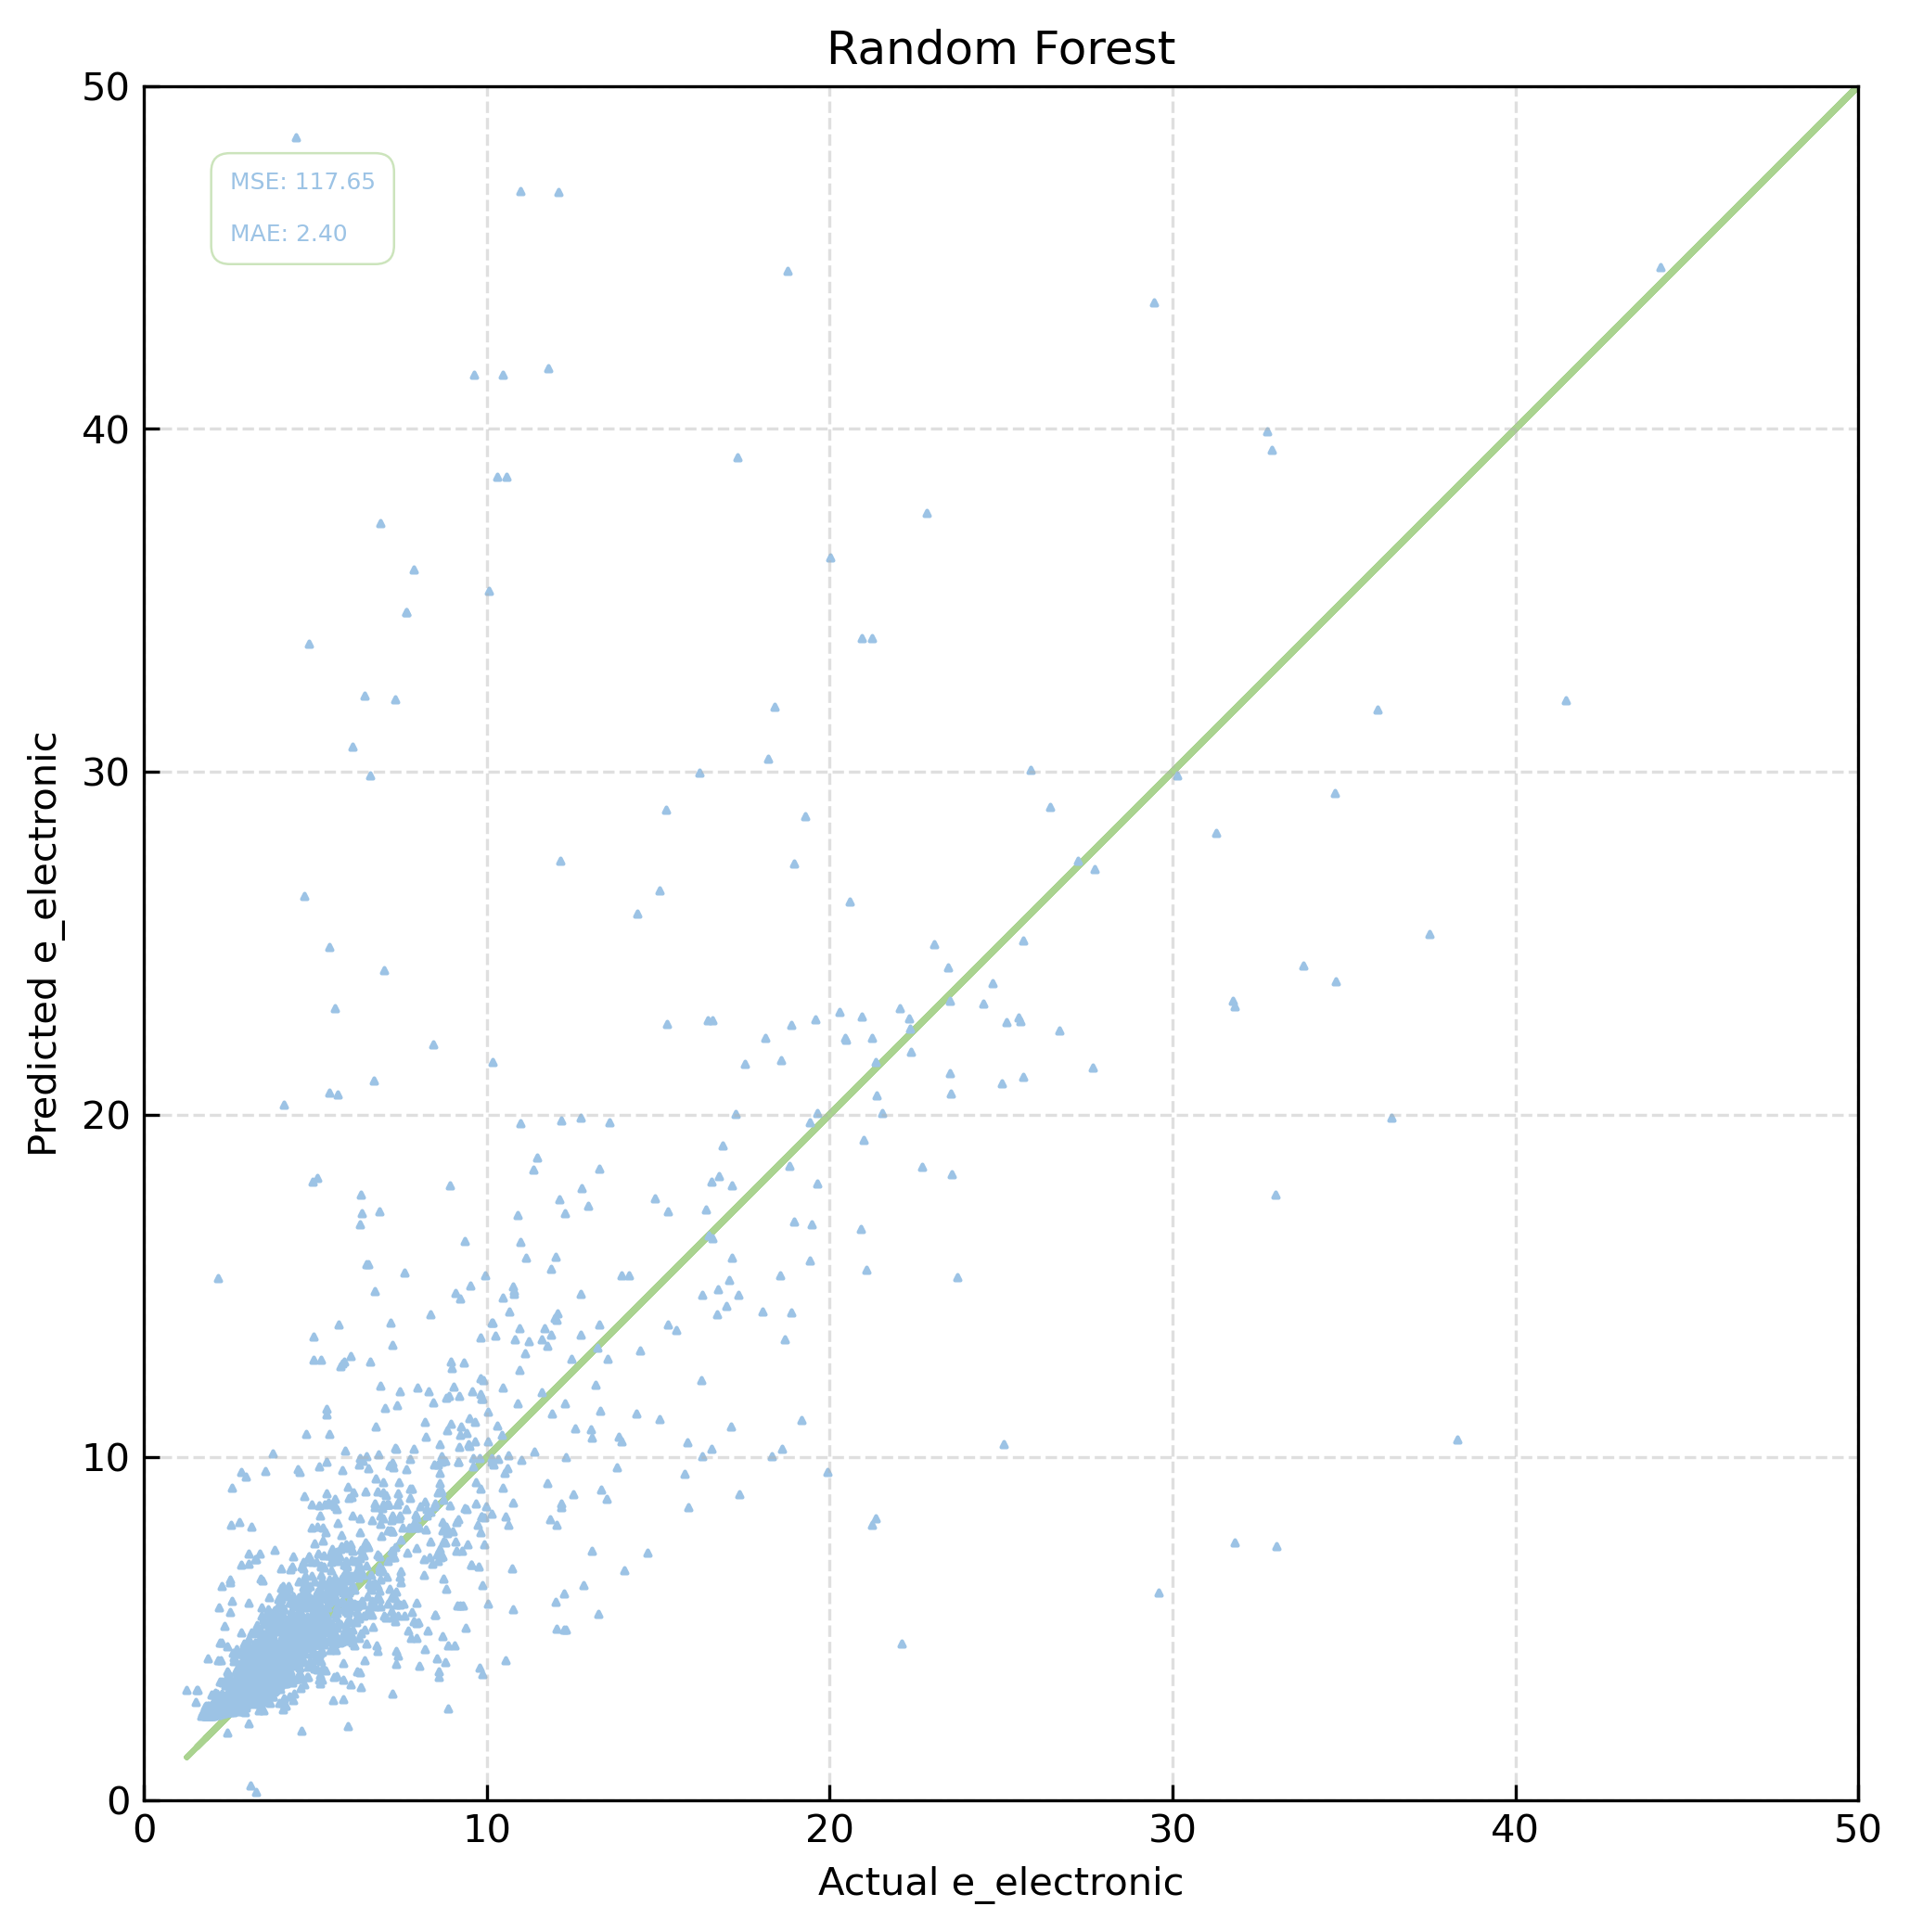 Random Forest
50
MSE: 117.65
MAE: 2.40
40
30
Predicted e_electronic
20
10
0
0 10 20 30 40 50
Actual e_electronic